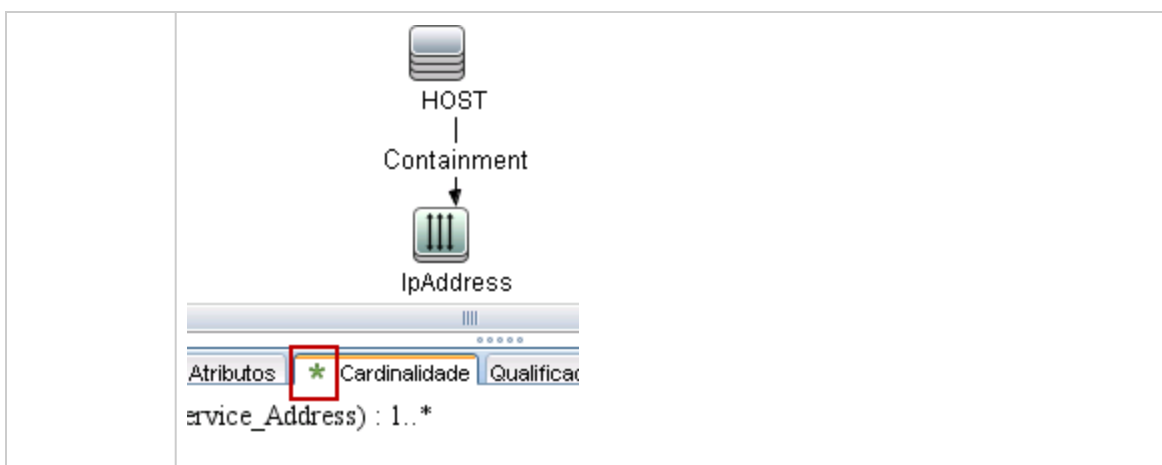 HOST
Containment
IpAddress
Atributos * Cardinalidade
ervice_Address) : 1..*